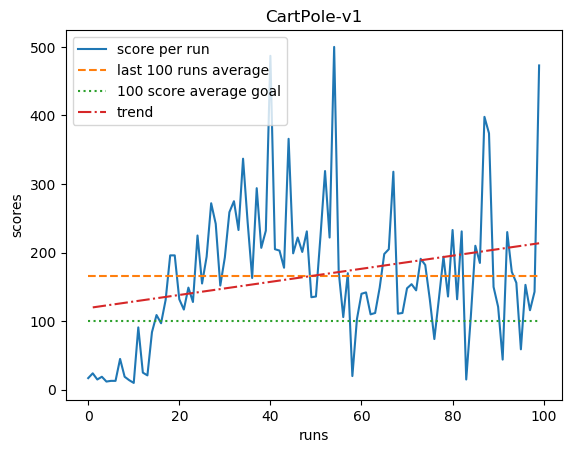 CartPole-v1
score per run
last 100 runs average
100 score average goal
trend
scores
500
400
300
200
100
0
0 20 40 60 80 100
runs